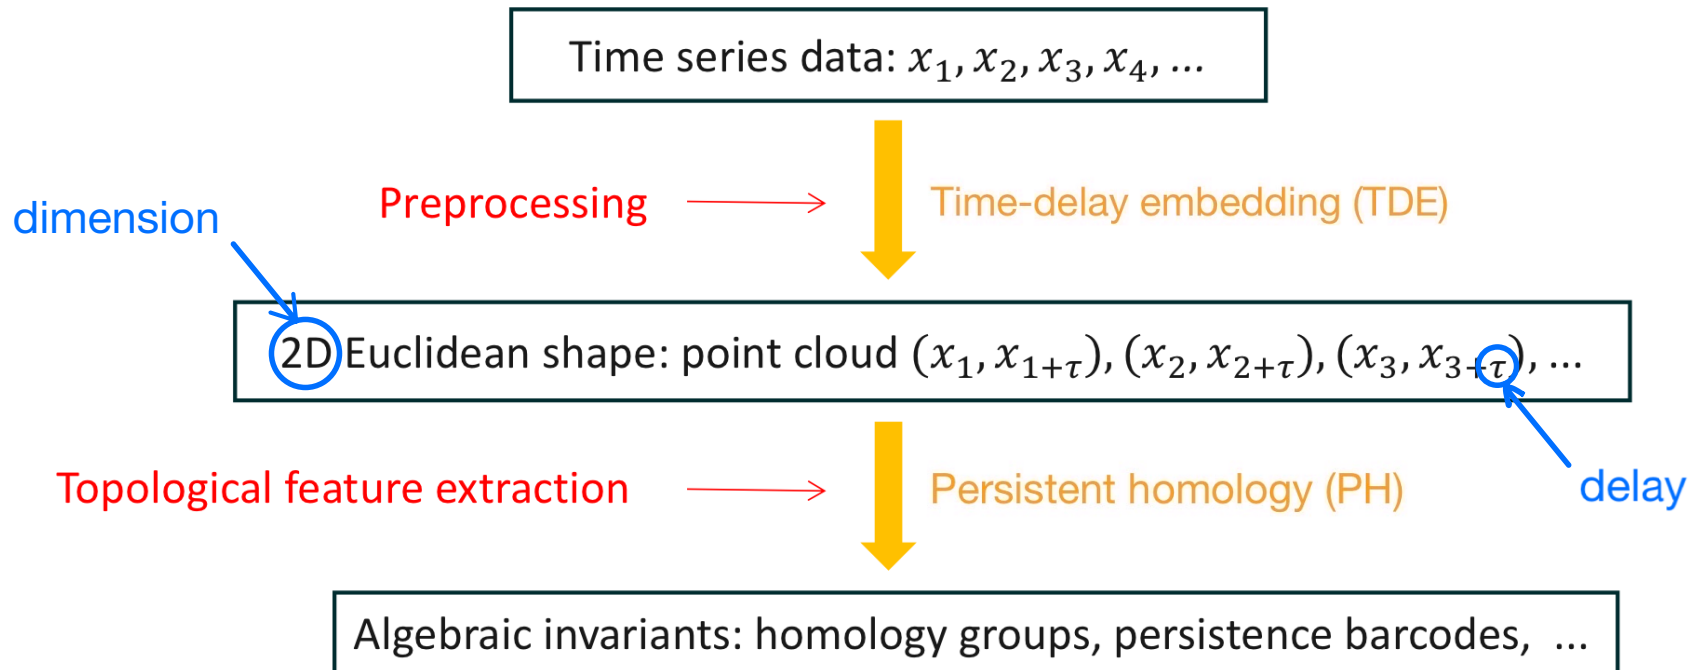 Time series data: x₁, x₂, x₃, x₄, ...
Preprocessing
Time-delay embedding (TDE)
dimension
2D Euclidean shape: point cloud (x₁, x₁₊τ), (x₂, x₂₊τ), (x₃, x₃₊τ), ...
Topological feature extraction
Persistent homology (PH)
delay
Algebraic invariants: homology groups, persistence barcodes, ...